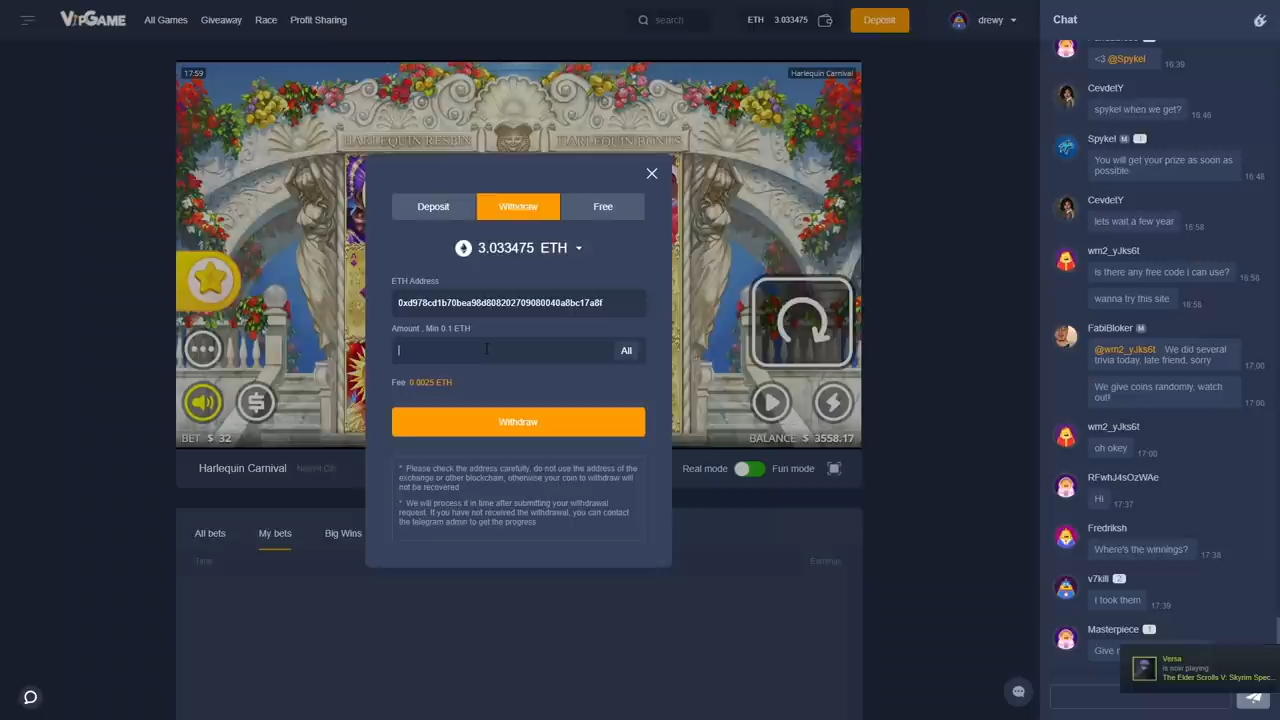 VIPGAME
All Games
Giveaway
Race
Profit Sharing
search
ETH 3.033475
Deposit
drewy
17:59
Harlequin Carnival
HARLEQUIN RESPIN
HARLEQUIN BONUS
Deposit
Withdraw
Free
3.033475 ETH
ETH Address
0xd978cd1b70bea98d808202709080040a8bc17a8f
Amount , Min 0.1 ETH
All
Fee 0.0025 ETH
Withdraw
* Please check the address carefully, do not use the address of the
exchange or other blockchain, otherwise your coin to withdraw will
not be recovered
* We will process it in time after submitting your withdrawal
request. If you have not received the withdrawal, you can contact
the telegram admin to get the progress
BET $ 32
BALANCE $ 3558.17
Harlequin Carnival
Real mode
Fun mode
All bets
My bets
Big Wins
Time
Earnings
Chat
<3 @Spykel
16:39
CevdetY
spykel when we get?
16:46
Spykel M 1
You will get your prize as soon as
possible
16:48
CevdetY
lets wait a few year
16:58
wm2_yJks6t
is there any free code i can use?
16:58
wanna try this site
16:58
FabiBloker M
@wm2_yJks6t We did several
trivia today, late friend, sorry
17:00
We give coins randomly, watch
out!
17:00
wm2_yJks6t
oh okey
17:00
RFwhJ4sOzWAe
Hi
17:37
Fredriksh
Where's the winnings?
17:38
v7kili 2
I took them
17:39
Masterpiece 1
Give
Versa
is now playing
The Elder Scrolls V: Skyrim Spec...